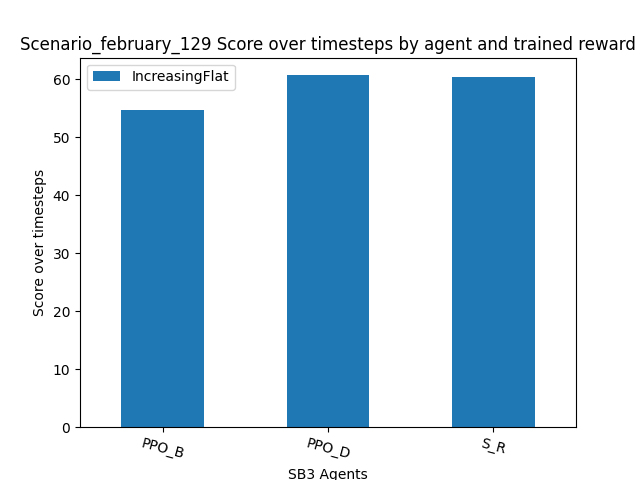 Scenario_february_129 Score over timesteps by agent and trained reward
IncreasingFlat
60
50
40
30
20
10
0
Score over timesteps
PPO_B
PPO_D
S_R
SB3 Agents